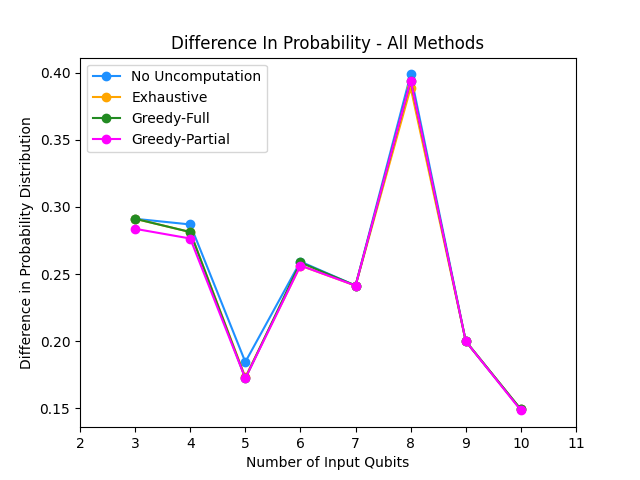 Difference In Probability - All Methods
No Uncomputation
Exhaustive
Greedy-Full
Greedy-Partial
Difference in Probability Distribution
0.40
0.35
0.30
0.25
0.20
0.15
2 3 4 5 6 7 8 9 10 11
Number of Input Qubits